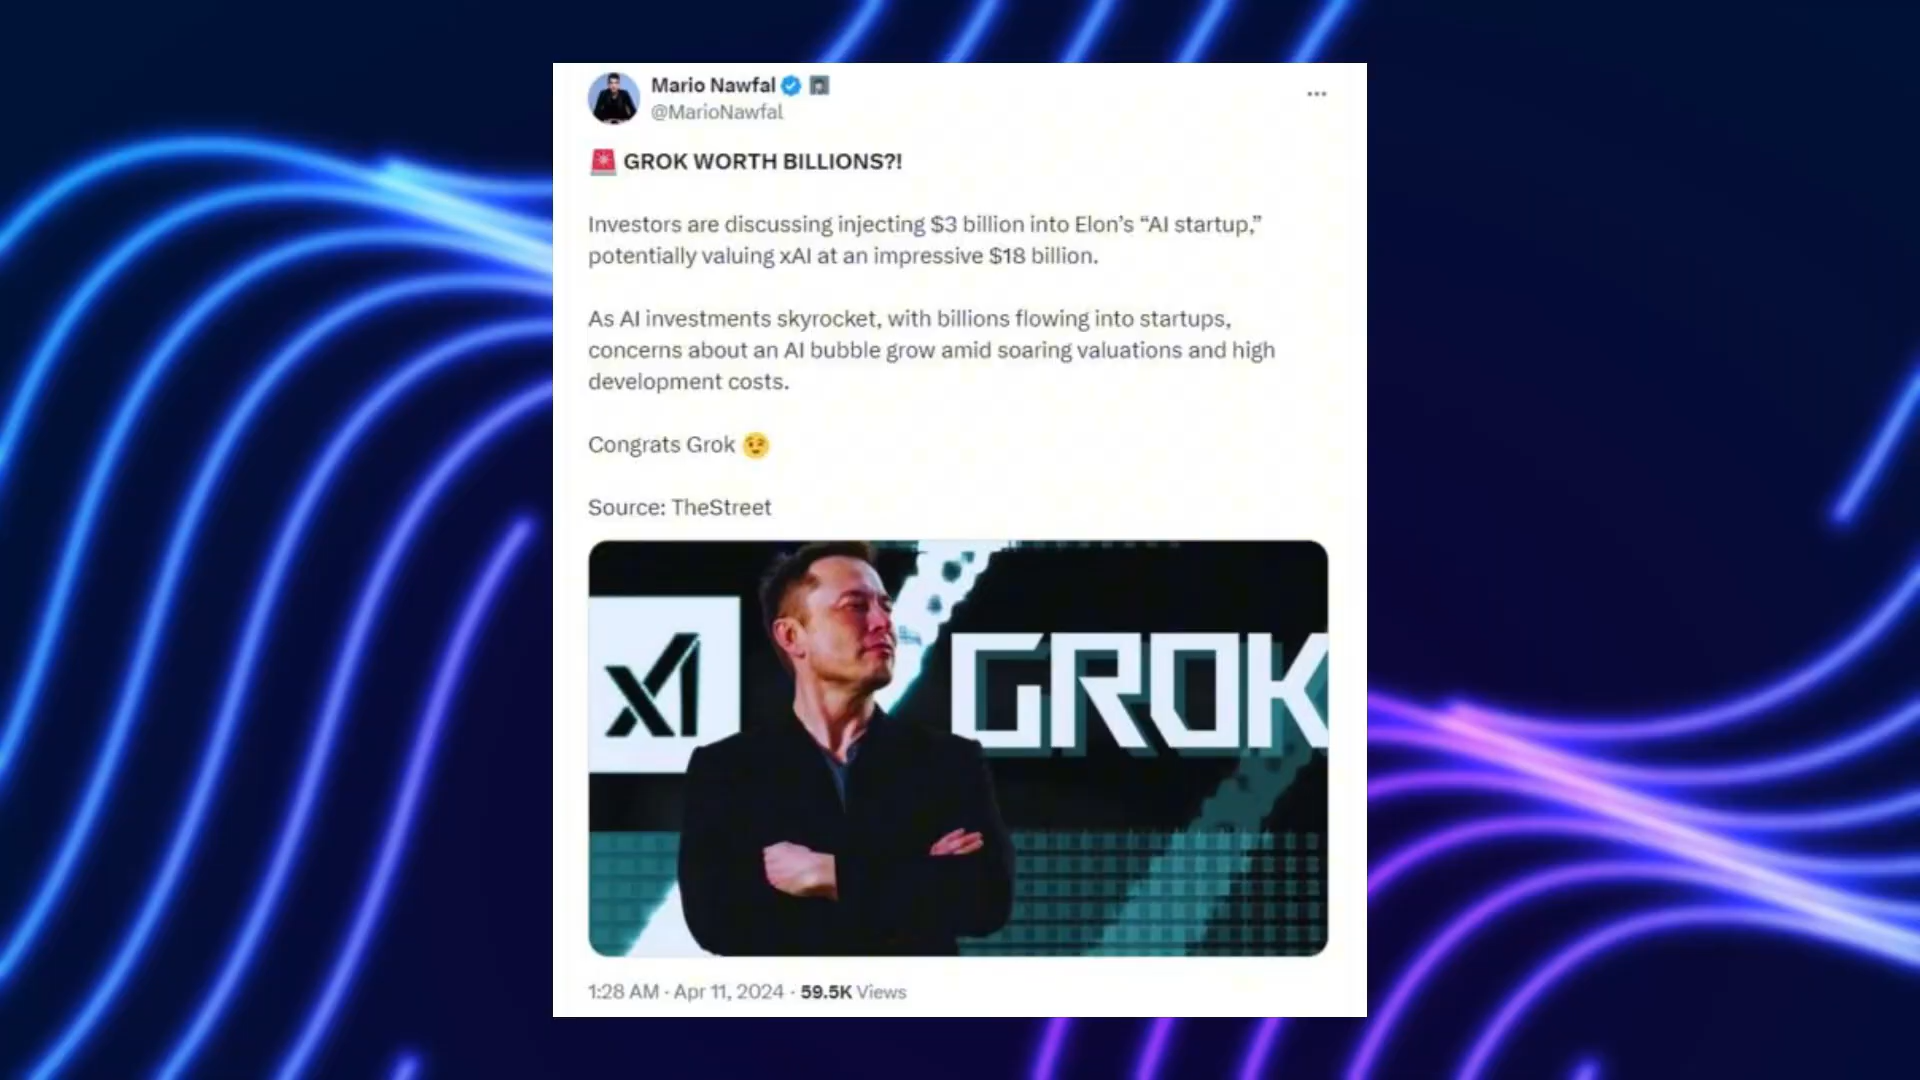 Mario Nawfal
@MarioNawfal
🚨 GROK WORTH BILLIONS?!
Investors are discussing injecting $3 billion into Elon’s “AI startup,”
potentially valuing xAI at an impressive $18 billion.
As AI investments skyrocket, with billions flowing into startups,
concerns about an AI bubble grow amid soaring valuations and high
development costs.
Congrats Grok 😉
Source: TheStreet
xI
GROK
1:28 AM · Apr 11, 2024 · 59.5K Views